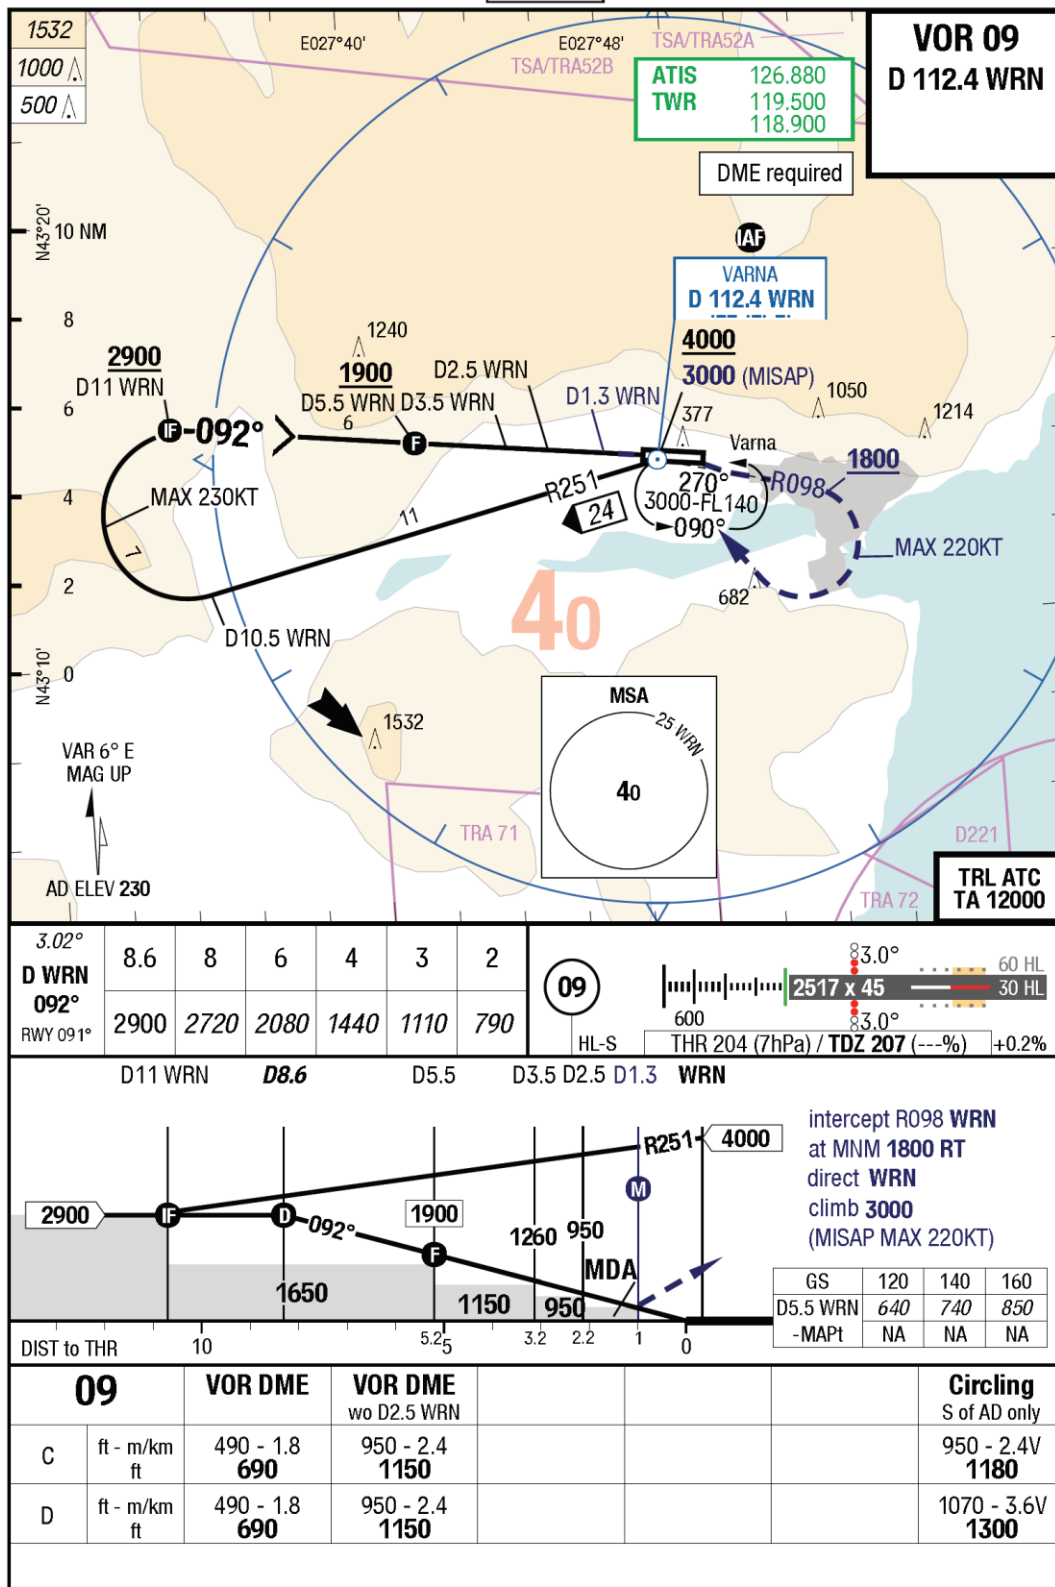 1532
1000
500
E027°40'
E027°48'
TSA/TRA52A
TSA/TRA52B
VOR 09
D 112.4 WRN
ATIS 126.880
TWR 119.500
118.900
DME required
N43°20'
10 NM
IAF
VARNA
D 112.4 WRN
8
1240
4000
3000 (MISAP)
2900
D11 WRN
1900
D5.5 WRN
D3.5 WRN
D2.5 WRN
D1.3 WRN
377
1050
1214
6
6
IF
092°
F
Varna
1800
R098
270°
3000-FL140
090°
R251
24
11
MAX 230KT
4
7
MAX 220KT
2
682
D10.5 WRN
40
N43°10'
0
1532
MSA
25 WRN
40
VAR 6° E
MAG UP
TRA 71
D221
AD ELEV 230
TRA 72
TRL ATC
TA 12000
3.02°
D WRN
092°
RWY 091°
8.6 8 6 4 3 2
2900 2720 2080 1440 1110 790
09
HL-S
600
3.0°
2517 x 45
3.0°
60 HL
30 HL
THR 204 (7hPa) / TDZ 207 (---%)
+0.2%
D11 WRN D8.6 D5.5 D3.5 D2.5 D1.3 WRN
R251
4000
M
2900
IF
D
092°
1900
F
1260
950
MDA
1650
1150
950
intercept R098 WRN
at MNM 1800 RT
direct WRN
climb 3000
(MISAP MAX 220KT)
GS 120 140 160
D5.5 WRN 640 740 850
-MAPt NA NA NA
DIST to THR 10 5.2 5 3.2 2.2 1 0
09 VOR DME VOR DME Circling
wo D2.5 WRN S of AD only
C ft - m/km 490 - 1.8 950 - 2.4 950 - 2.4V
ft 690 1150 1180
D ft - m/km 490 - 1.8 950 - 2.4 1070 - 3.6V
ft 690 1150 1300